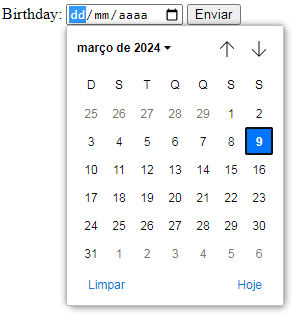 Birthday: dd/mm/aaaa Enviar
março de 2024
D S T Q Q S S
25 26 27 28 29 1 2
3 4 5 6 7 8 9
10 11 12 13 14 15 16
17 18 19 20 21 22 23
24 25 26 27 28 29 30
31 1 2 3 4 5 6
Limpar Hoje